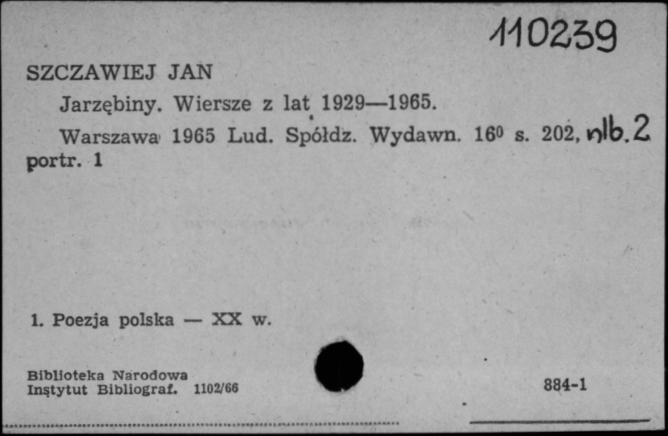 110239
SZCZAWIEJ JAN
Jarzębiny. Wiersze z lat 1929—1965.
Warszawa 1965 Lud. Spółdz. Wydawn. 16⁰ s. 202, nlb. 2
portr. 1
1. Poezja polska — XX w.
Biblioteka Narodowa
Instytut Bibliograf. 1102/66
884-1